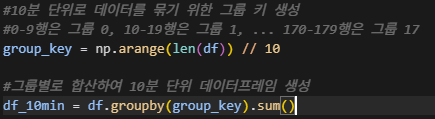 #10분 단위로 데이터를 묶기 위한 그룹 키 생성
#0-9행은 그룹 0, 10-19행은 그룹 1, ... 170-179행은 그룹 17
group_key = np.arange(len(df)) // 10
#그룹별로 합산하여 10분 단위 데이터프레임 생성
df_10min = df.groupby(group_key).sum()